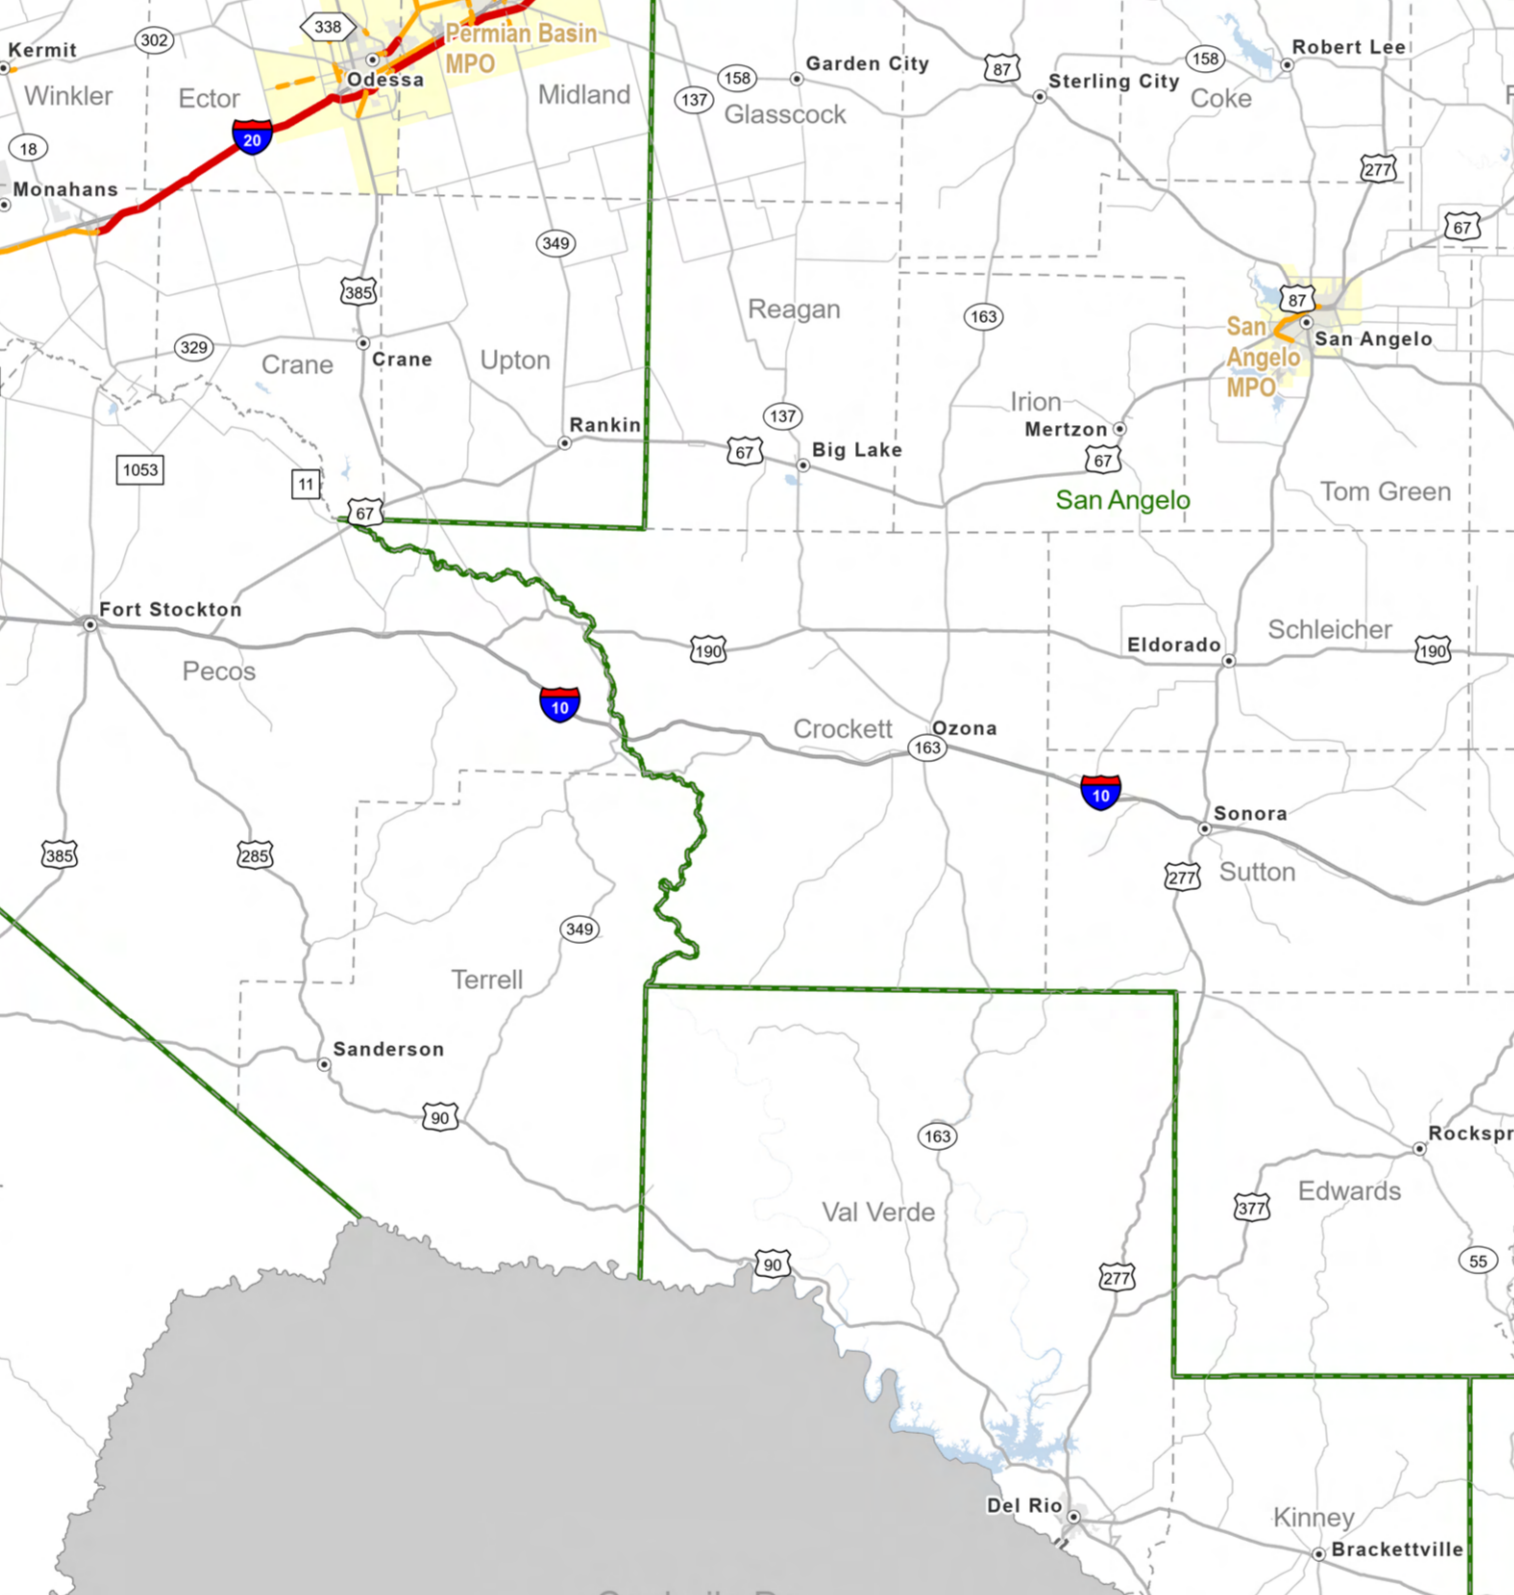 338
Permian Basin
MPO
302
Kermit
Odessa
Winkler
Ector
Midland
20
18
Monahans
158
Garden City
137
Glasscock
87
Sterling City
158
Robert Lee
Coke
277
67
349
385
Reagan
163
87
San
Angelo
MPO
San Angelo
329
Crane
Crane
Upton
Rankin
137
Irion
Mertzon
67
Big Lake
67
1053
11
67
San Angelo
Tom Green
Fort Stockton
Pecos
190
Eldorado
Schleicher
190
10
Crockett
Ozona
163
10
Sonora
277
Sutton
385
285
349
Terrell
Sanderson
90
163
Rockspr
Edwards
377
Val Verde
90
277
55
Del Rio
Kinney
Brackettville